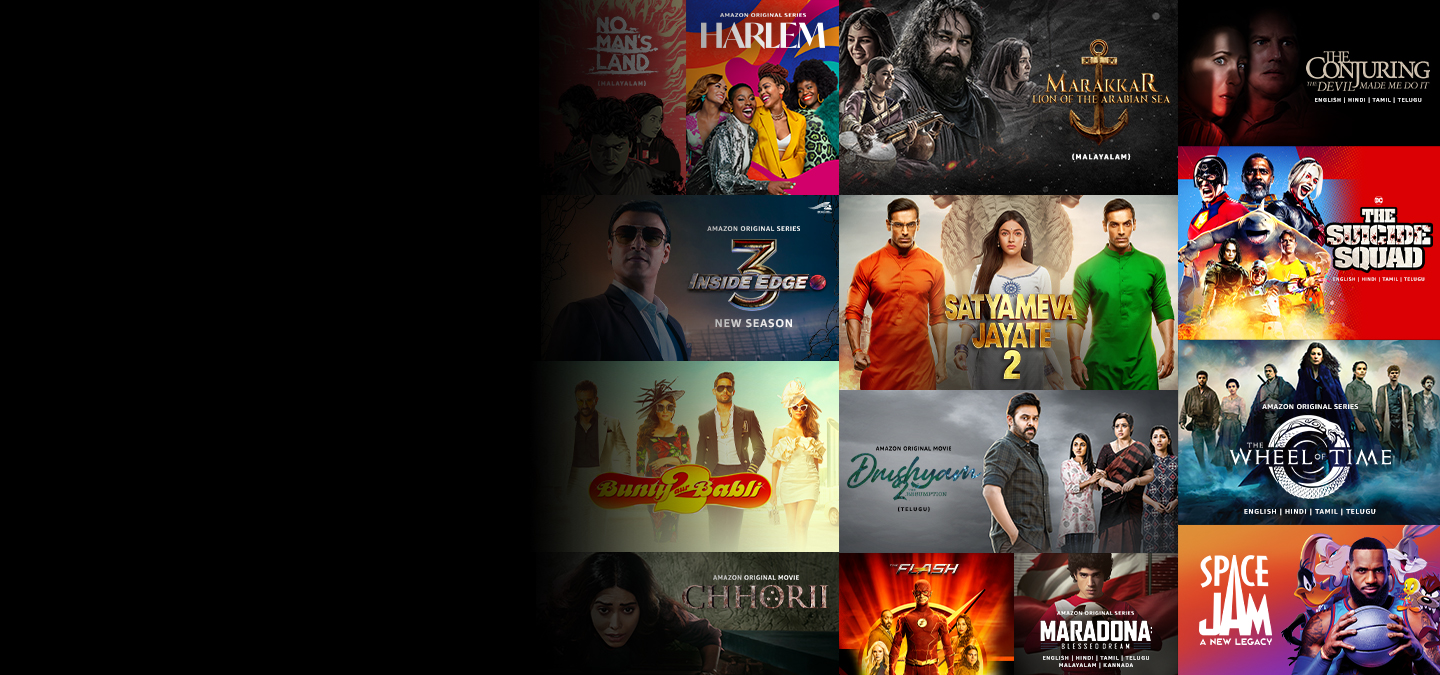 NO
MAN'S
LAND
(MALAYALAM)
AMAZON ORIGINAL SERIES
HARLEM
MARAKKAR
LION OF THE ARABIAN SEA
(MALAYALAM)
THE
CONJURING
THE DEVIL MADE ME DO IT
ENGLISH | HINDI | TAMIL | TELUGU
AMAZON ORIGINAL SERIES
3
INSIDE EDGE
NEW SEASON
SATYAMEVA
JAYATE
2
DC
THE
SUICIDE
SQUAD
ENGLISH | HINDI | TAMIL | TELUGU
Bunty aur Babli
2
AMAZON ORIGINAL MOVIE
Drushyam
2
RESUMPTION
(TELUGU)
AMAZON ORIGINAL SERIES
THE
WHEEL OF TIME
ENGLISH | HINDI | TAMIL | TELUGU
AMAZON ORIGINAL MOVIE
CHHORII
THE
FLASH
AMAZON ORIGINAL SERIES
MARADONA:
BLESSED DREAM
ENGLISH | HINDI | TAMIL | TELUGU
MALAYALAM | KANNADA
SPACE
JAM
A NEW LEGACY